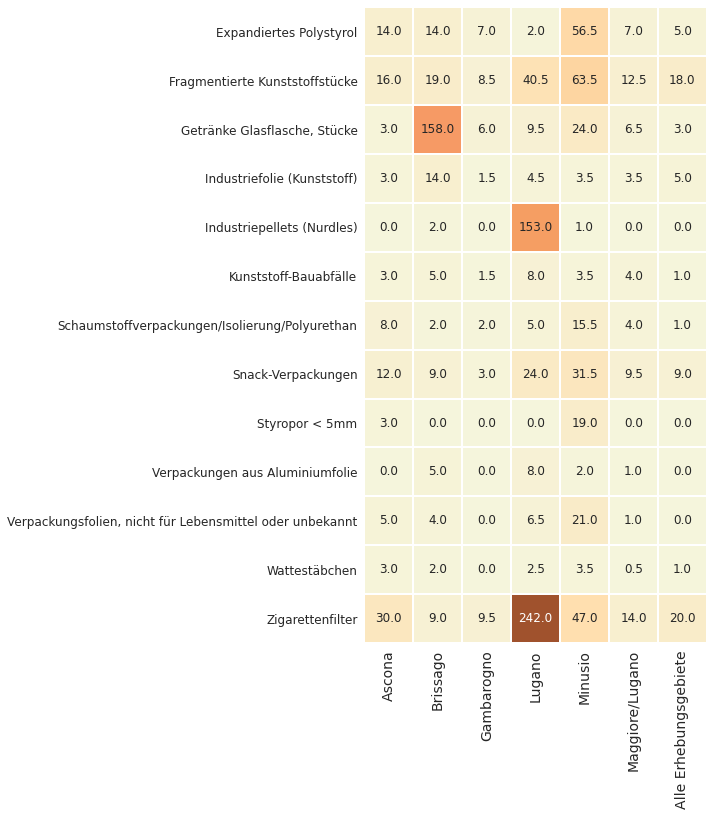 Expandiertes Polystyrol 14.0 14.0 7.0 2.0 56.5 7.0 5.0
Fragmentierte Kunststoffstücke 16.0 19.0 8.5 40.5 63.5 12.5 18.0
Getränke Glasflasche, Stücke 3.0 158.0 6.0 9.5 24.0 6.5 3.0
Industriefolie (Kunststoff) 3.0 14.0 1.5 4.5 3.5 3.5 5.0
Industriepellets (Nurdles) 0.0 2.0 0.0 153.0 1.0 0.0 0.0
Kunststoff-Bauabfälle 3.0 5.0 1.5 8.0 3.5 4.0 1.0
Schaumstoffverpackungen/Isolierung/Polyurethan 8.0 2.0 2.0 5.0 15.5 4.0 1.0
Snack-Verpackungen 12.0 9.0 3.0 24.0 31.5 9.5 9.0
Styropor < 5mm 3.0 0.0 0.0 0.0 19.0 0.0 0.0
Verpackungen aus Aluminiumfolie 0.0 5.0 0.0 8.0 2.0 1.0 0.0
Verpackungsfolien, nicht für Lebensmittel oder unbekannt 5.0 4.0 0.0 6.5 21.0 1.0 0.0
Wattestäbchen 3.0 2.0 0.0 2.5 3.5 0.5 1.0
Zigarettenfilter 30.0 9.0 9.5 242.0 47.0 14.0 20.0
Ascona
Brissago
Gambarogno
Lugano
Minusio
Maggiore/Lugano
Alle Erhebungsgebiete